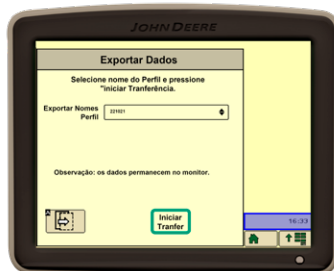 JOHN DEERE
Exportar Dados
Selecione nome do Perfil e pressione
"iniciar Tranferência.
Exportar Nomes
Perfil
221021
Observação: os dados permanecem no monitor.
Iniciar
Tranfer
16:33